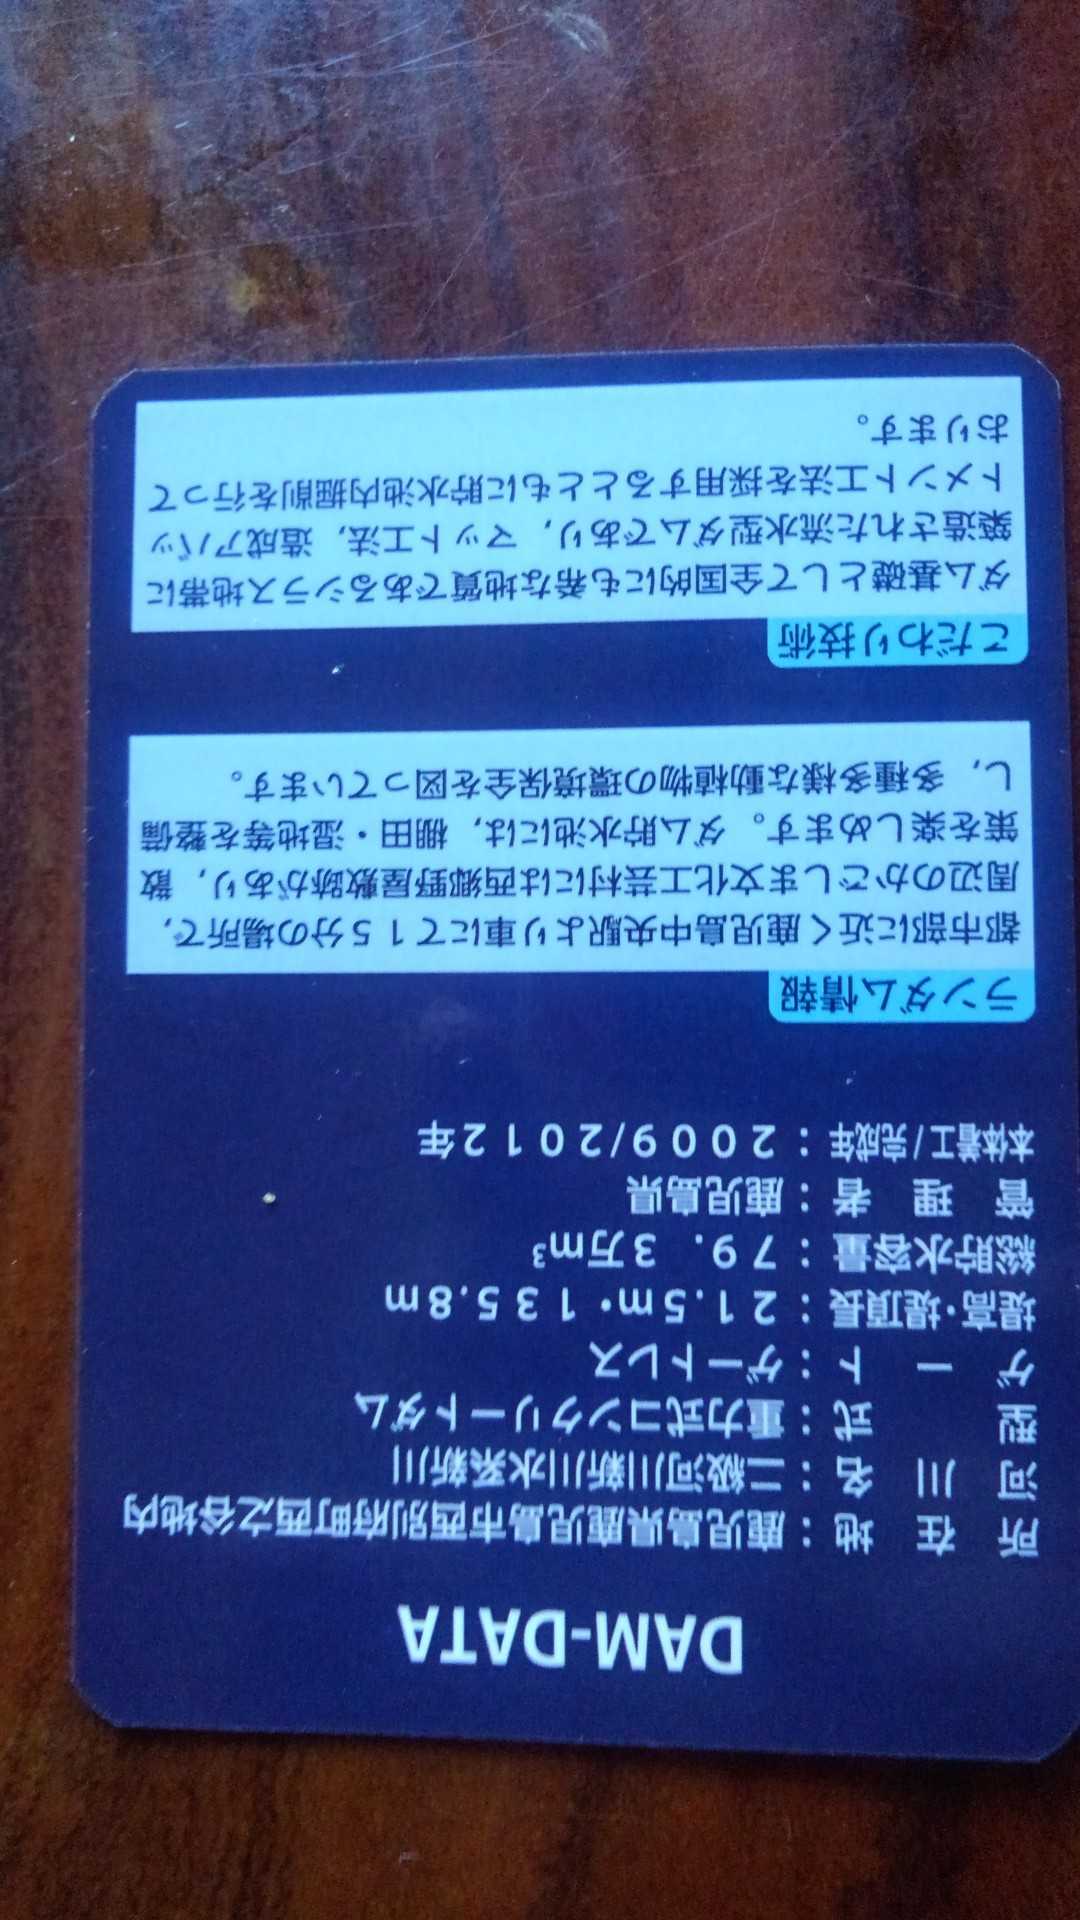 DAM-DATA
所在地：鹿児島県鹿児島市西別府町西之谷地内
河川名：二級河川新川水系新川
型式：重力式コンクリートダム
ゲート：ゲートレス
堤高・堤頂長：21.5m・135.8m
総貯水容量：79．3万m³
管理者：鹿児島県
本体着工/完成年：2009/2012年
ランダム情報
都市部に近く鹿児島中央駅より車にて15分の場所で，
周辺のかごしま文化工芸村には西郷野屋敷跡があり，散
策を楽しめます。ダム貯水池には，棚田・湿地等を整備
し，多種多様な動植物の環境保全を図っています。
こだわり技術
ダム基礎として全国的にも希な地質であるシラス地帯に
築造された流水型ダムであり，マット工法，造成アバッ
トメント工法を採用するとともに貯水池内掘削を行って
おります。